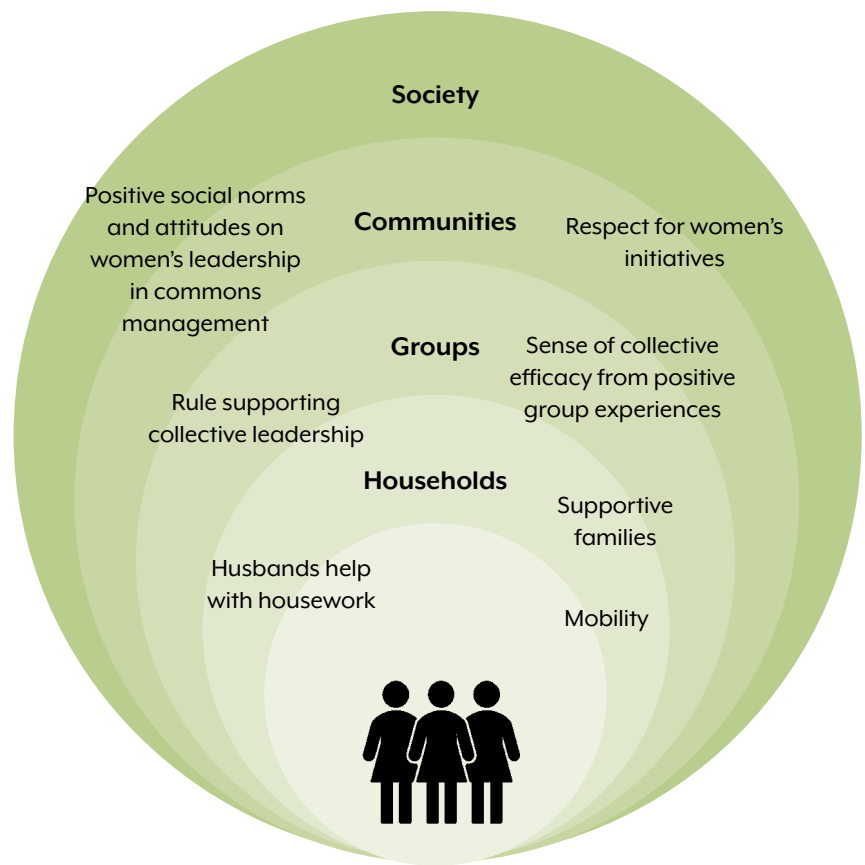 Society
Positive social norms
and attitudes on
women’s leadership
in commons
management
Communities
Respect for women’s
initiatives
Groups
Sense of collective
efficacy from positive
group experiences
Rule supporting
collective leadership
Households
Supportive
families
Husbands help
with housework
Mobility